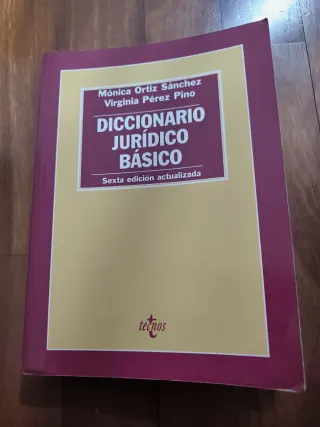 Mónica Ortiz Sánchez
Virginia Pérez Pino
DICCIONARIO
JURÍDICO
BÁSICO
Sexta edición actualizada
tecnos